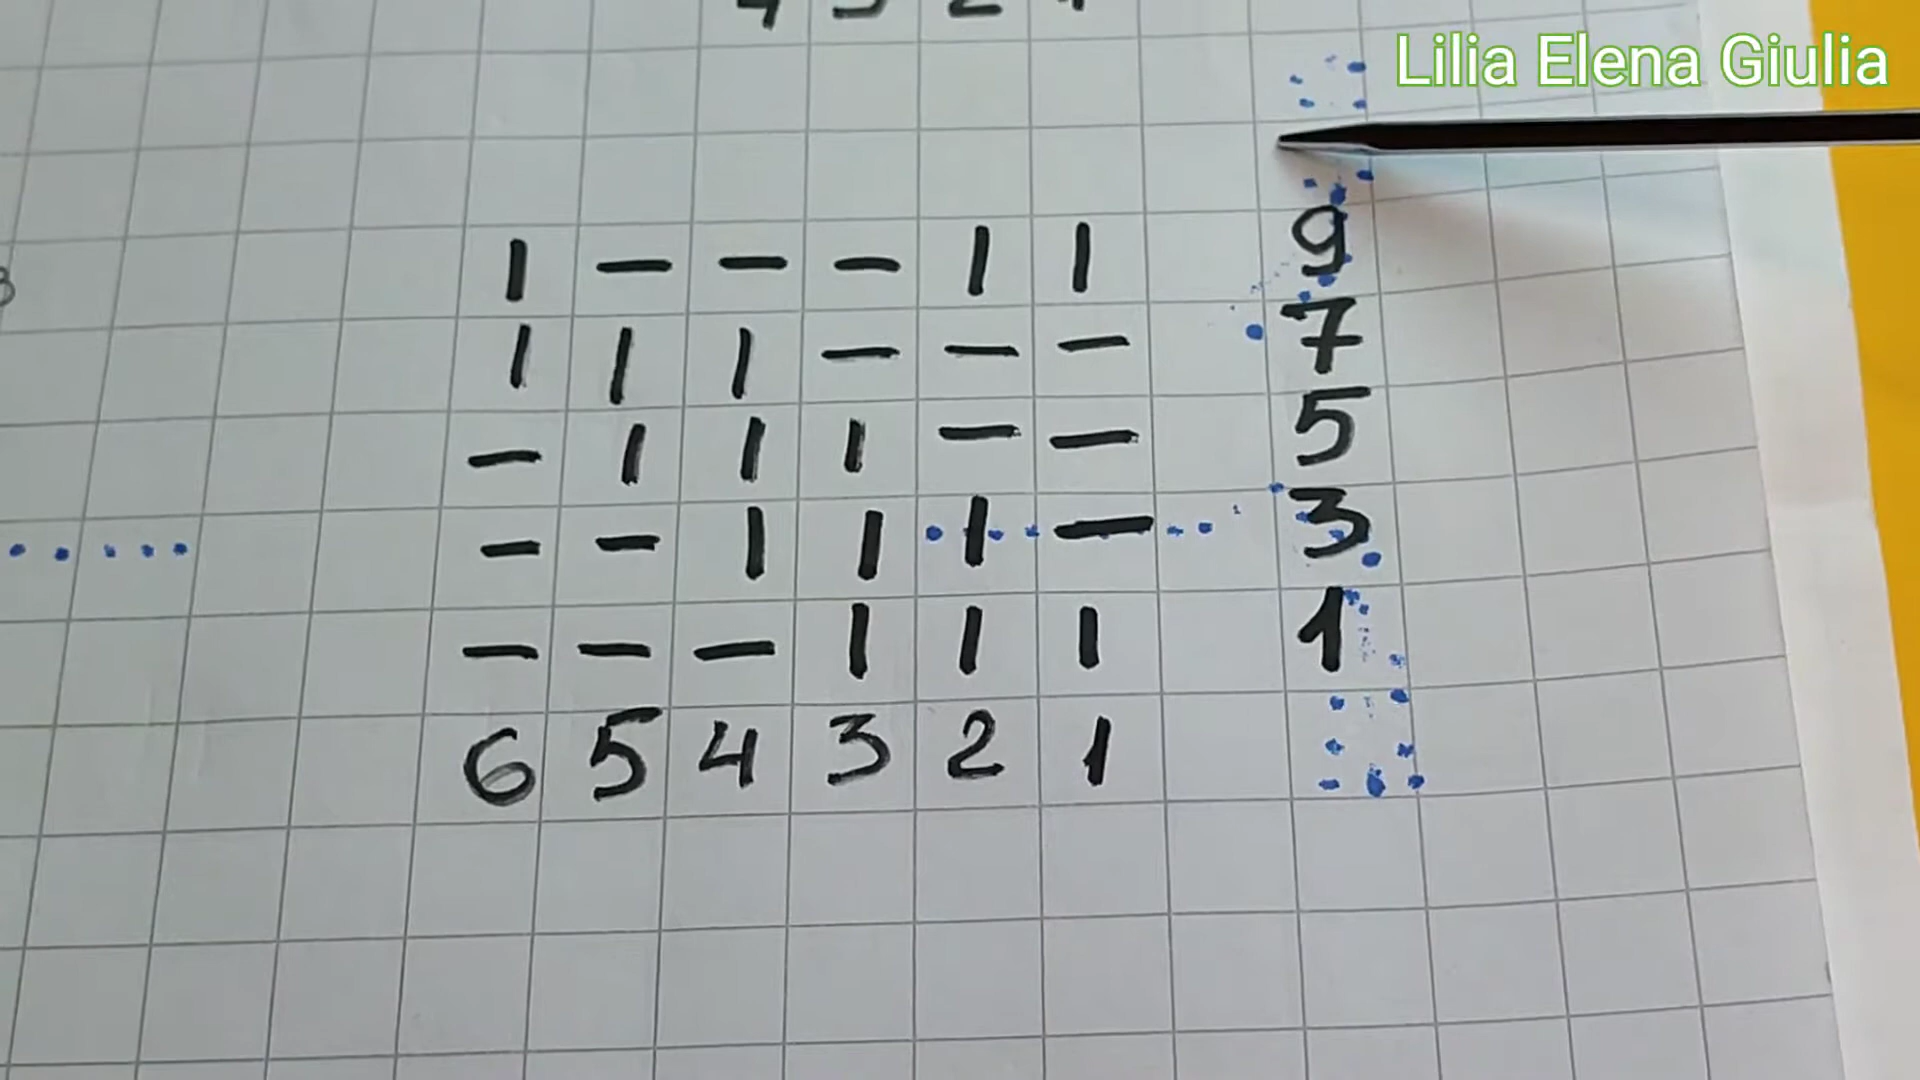 Lilia Elena Giulia
I — — — I I 9
I I I — — — 7
— I I I — — 5
— — I I I — 3
— — — I I I 1
6 5 4 3 2 1